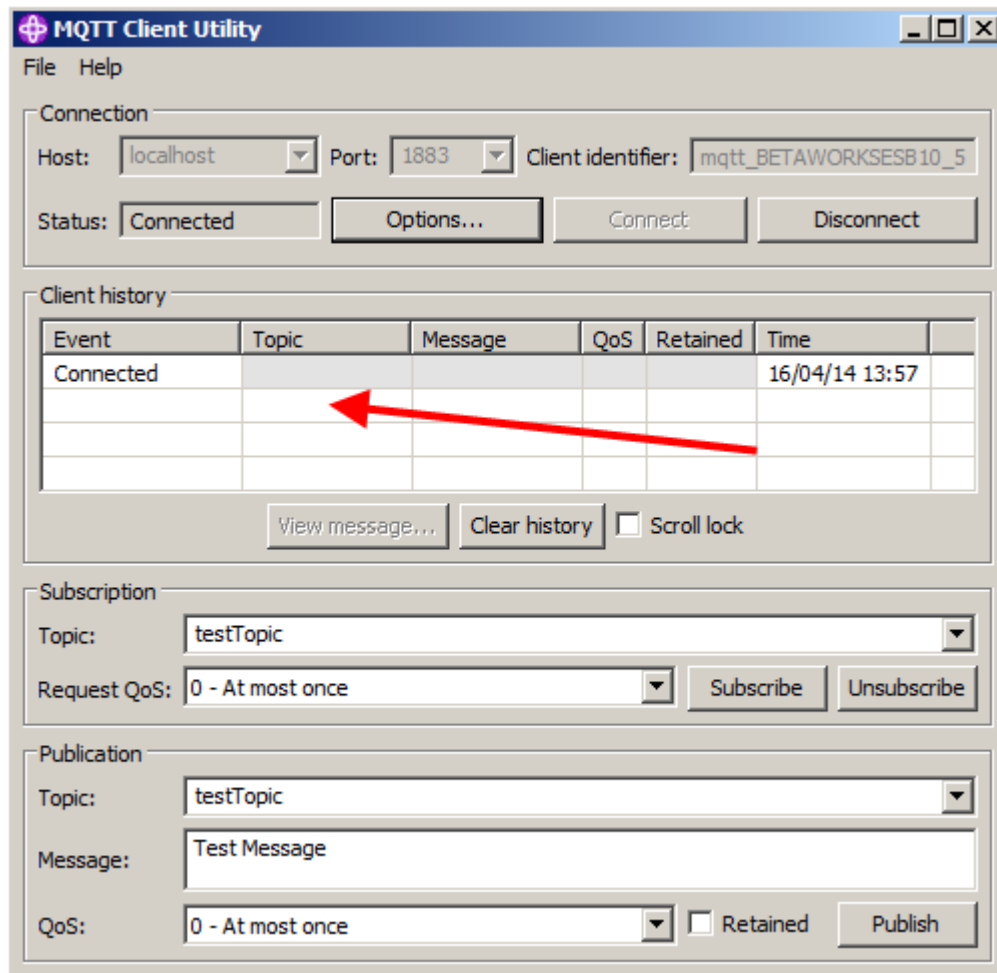 MQTT Client Utility
File Help
Connection
Host: localhost Port: 1883 Client identifier: mqtt_BETAWORKSESB10_5
Status: Connected Options... Connect Disconnect
Client history
Event Topic Message QoS Retained Time
Connected 16/04/14 13:57
View message... Clear history Scroll lock
Subscription
Topic: testTopic
Request QoS: 0 - At most once Subscribe Unsubscribe
Publication
Topic: testTopic
Message: Test Message
QoS: 0 - At most once Retained Publish